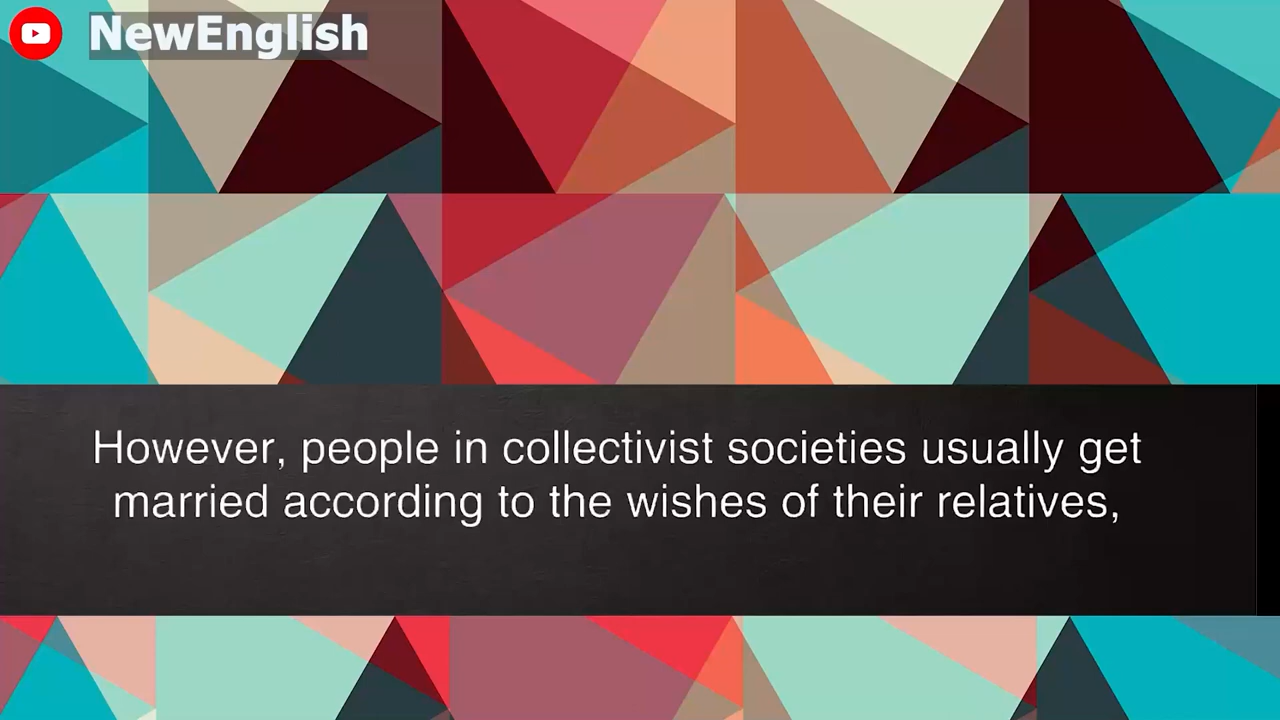 NewEnglish
However, people in collectivist societies usually get
married according to the wishes of their relatives,